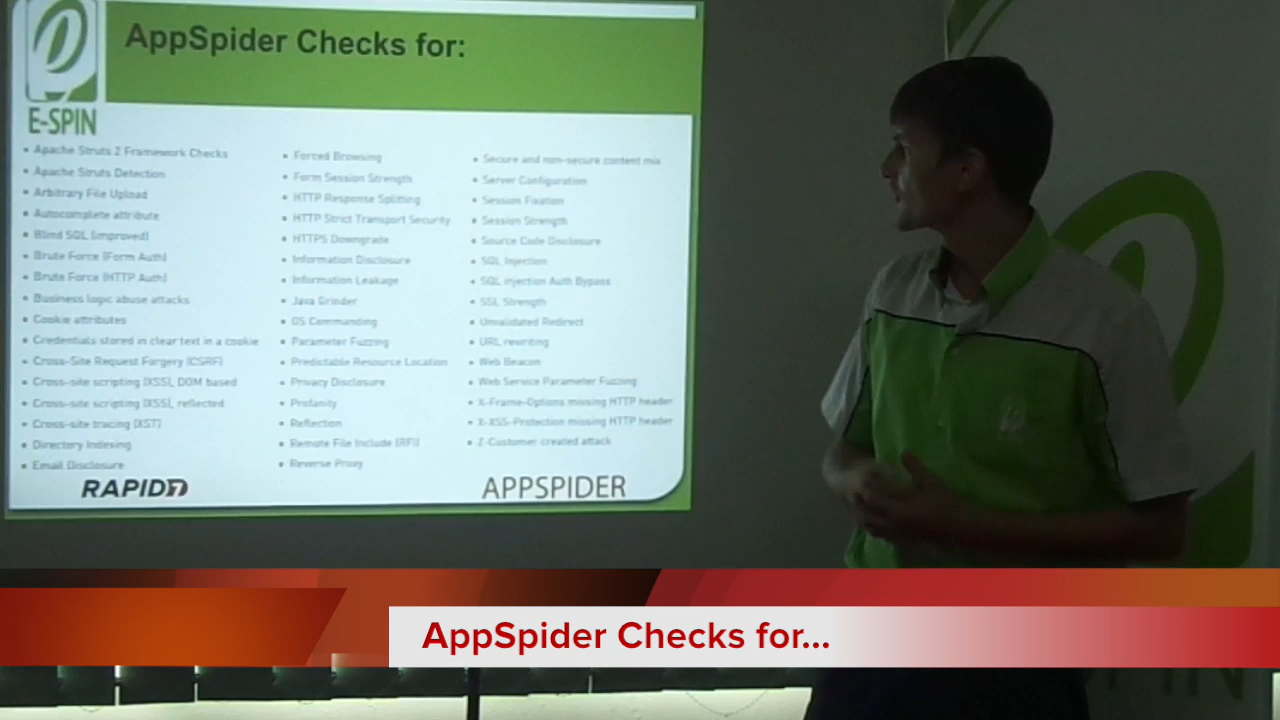 AppSpider Checks for:
E-SPIN
• Apache Struts 2 Framework Checks
• Apache Struts Detection
• Arbitrary File Upload
• Autocomplete attribute
• Blind SQL (improved)
• Brute Force (Form Auth)
• Brute Force (HTTP Auth)
• Business logic abuse attacks
• Cookie attributes
• Credentials stored in clear text in a cookie
• Cross-Site Request Forgery (CSRF)
• Cross-site scripting (XSS), DOM based
• Cross-site scripting (XSS), reflected
• Cross-site tracing (XST)
• Directory Indexing
• Email Disclosure
• Forced Browsing
• Form Session Strength
• HTTP Response Splitting
• HTTP Strict Transport Security
• HTTPS Downgrade
• Information Disclosure
• Information Leakage
• Java Grinder
• OS Commanding
• Parameter Fuzzing
• Predictable Resource Location
• Privacy Disclosure
• Profanity
• Reflection
• Remote File Include (RFI)
• Reverse Proxy
• Secure and non-secure content mix
• Server Configuration
• Session Fixation
• Session Strength
• Source Code Disclosure
• SQL Injection
• SQL injection Auth Bypass
• SSL Strength
• Unvalidated Redirect
• URL rewriting
• Web Beacon
• Web Service Parameter Fuzzing
• X-Frame-Options missing HTTP header
• X-XSS-Protection missing HTTP header
• Z-Customer created attack
RAPID7
APPSPIDER
AppSpider Checks for...